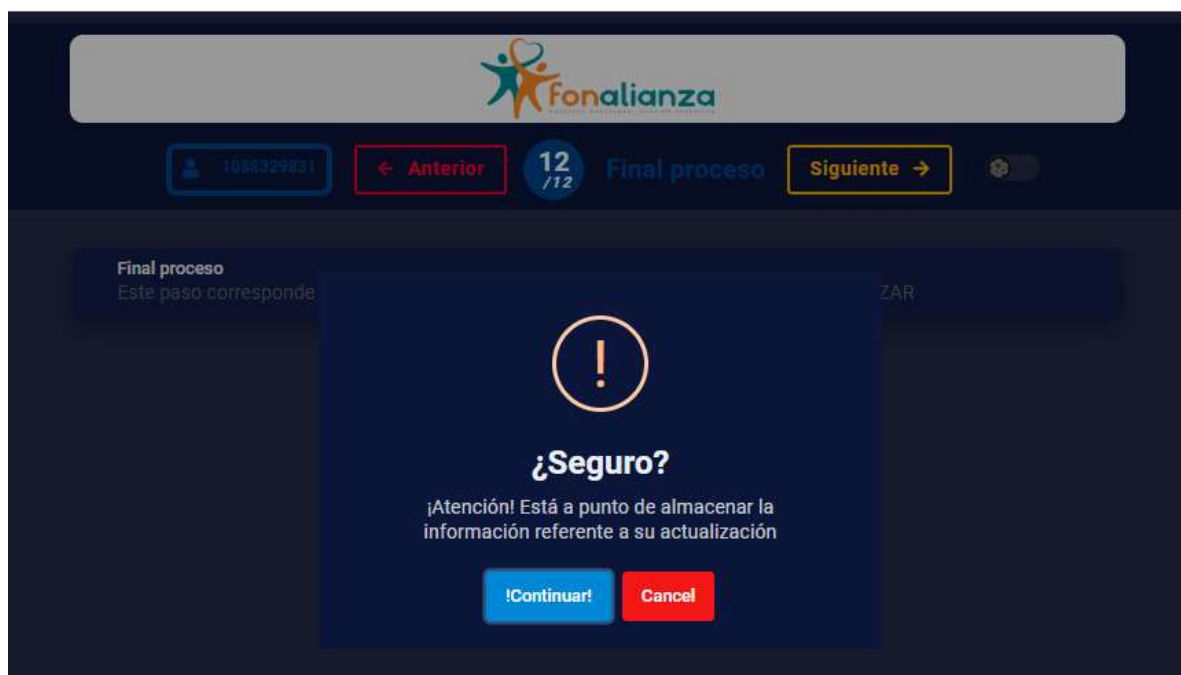 fonalianza
1088329831
← Anterior
12
/12
Final proceso
Siguiente →
Final proceso
Este paso corresponde
ZAR
!
¿Seguro?
¡Atención! Está a punto de almacenar la
información referente a su actualización
!Continuar!
Cancel